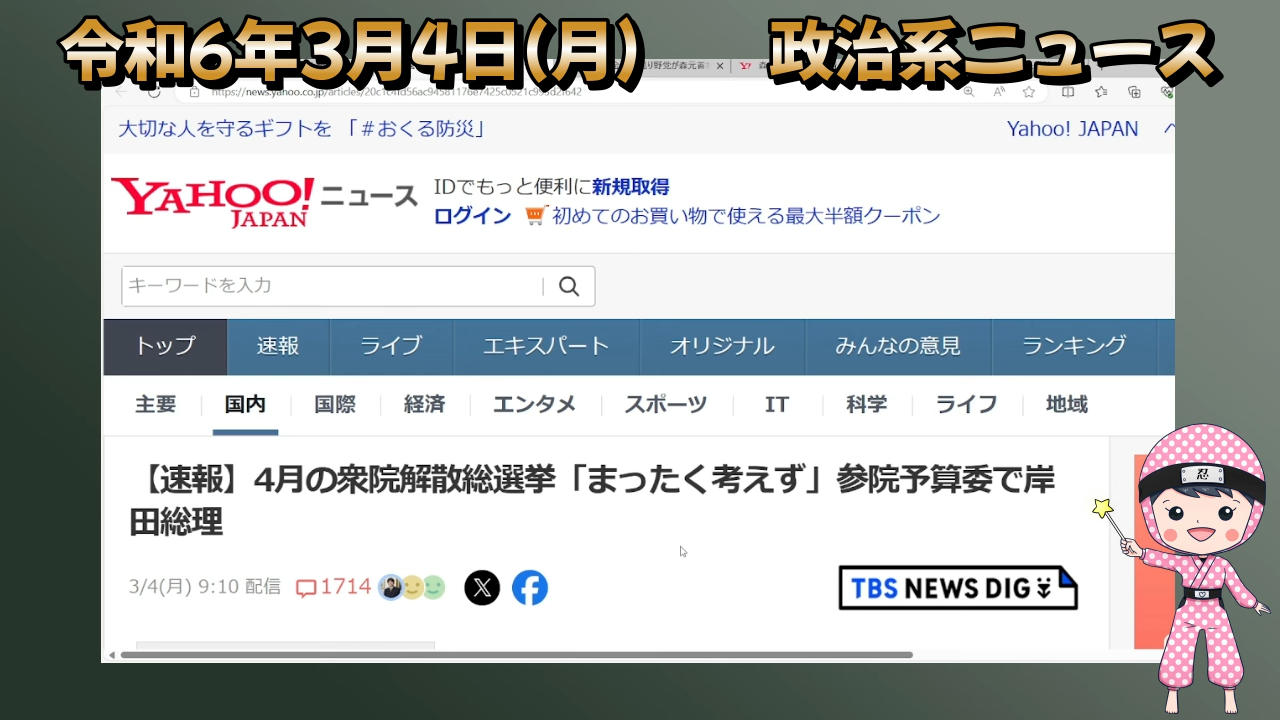 令和6年3月4日(月)　政治系ニュース
大切な人を守るギフトを 「＃おくる防災」
Yahoo! JAPAN
YAHOO! JAPAN ニュース
IDでもっと便利に新規取得
ログイン 初めてのお買い物で使える最大半額クーポン
キーワードを入力
トップ 速報 ライブ エキスパート オリジナル みんなの意見 ランキング
主要 国内 国際 経済 エンタメ スポーツ IT 科学 ライフ 地域
【速報】4月の衆院解散総選挙「まったく考えず」参院予算委で岸
田総理
3/4(月) 9:10 配信 1714
TBS NEWS DIG
忍